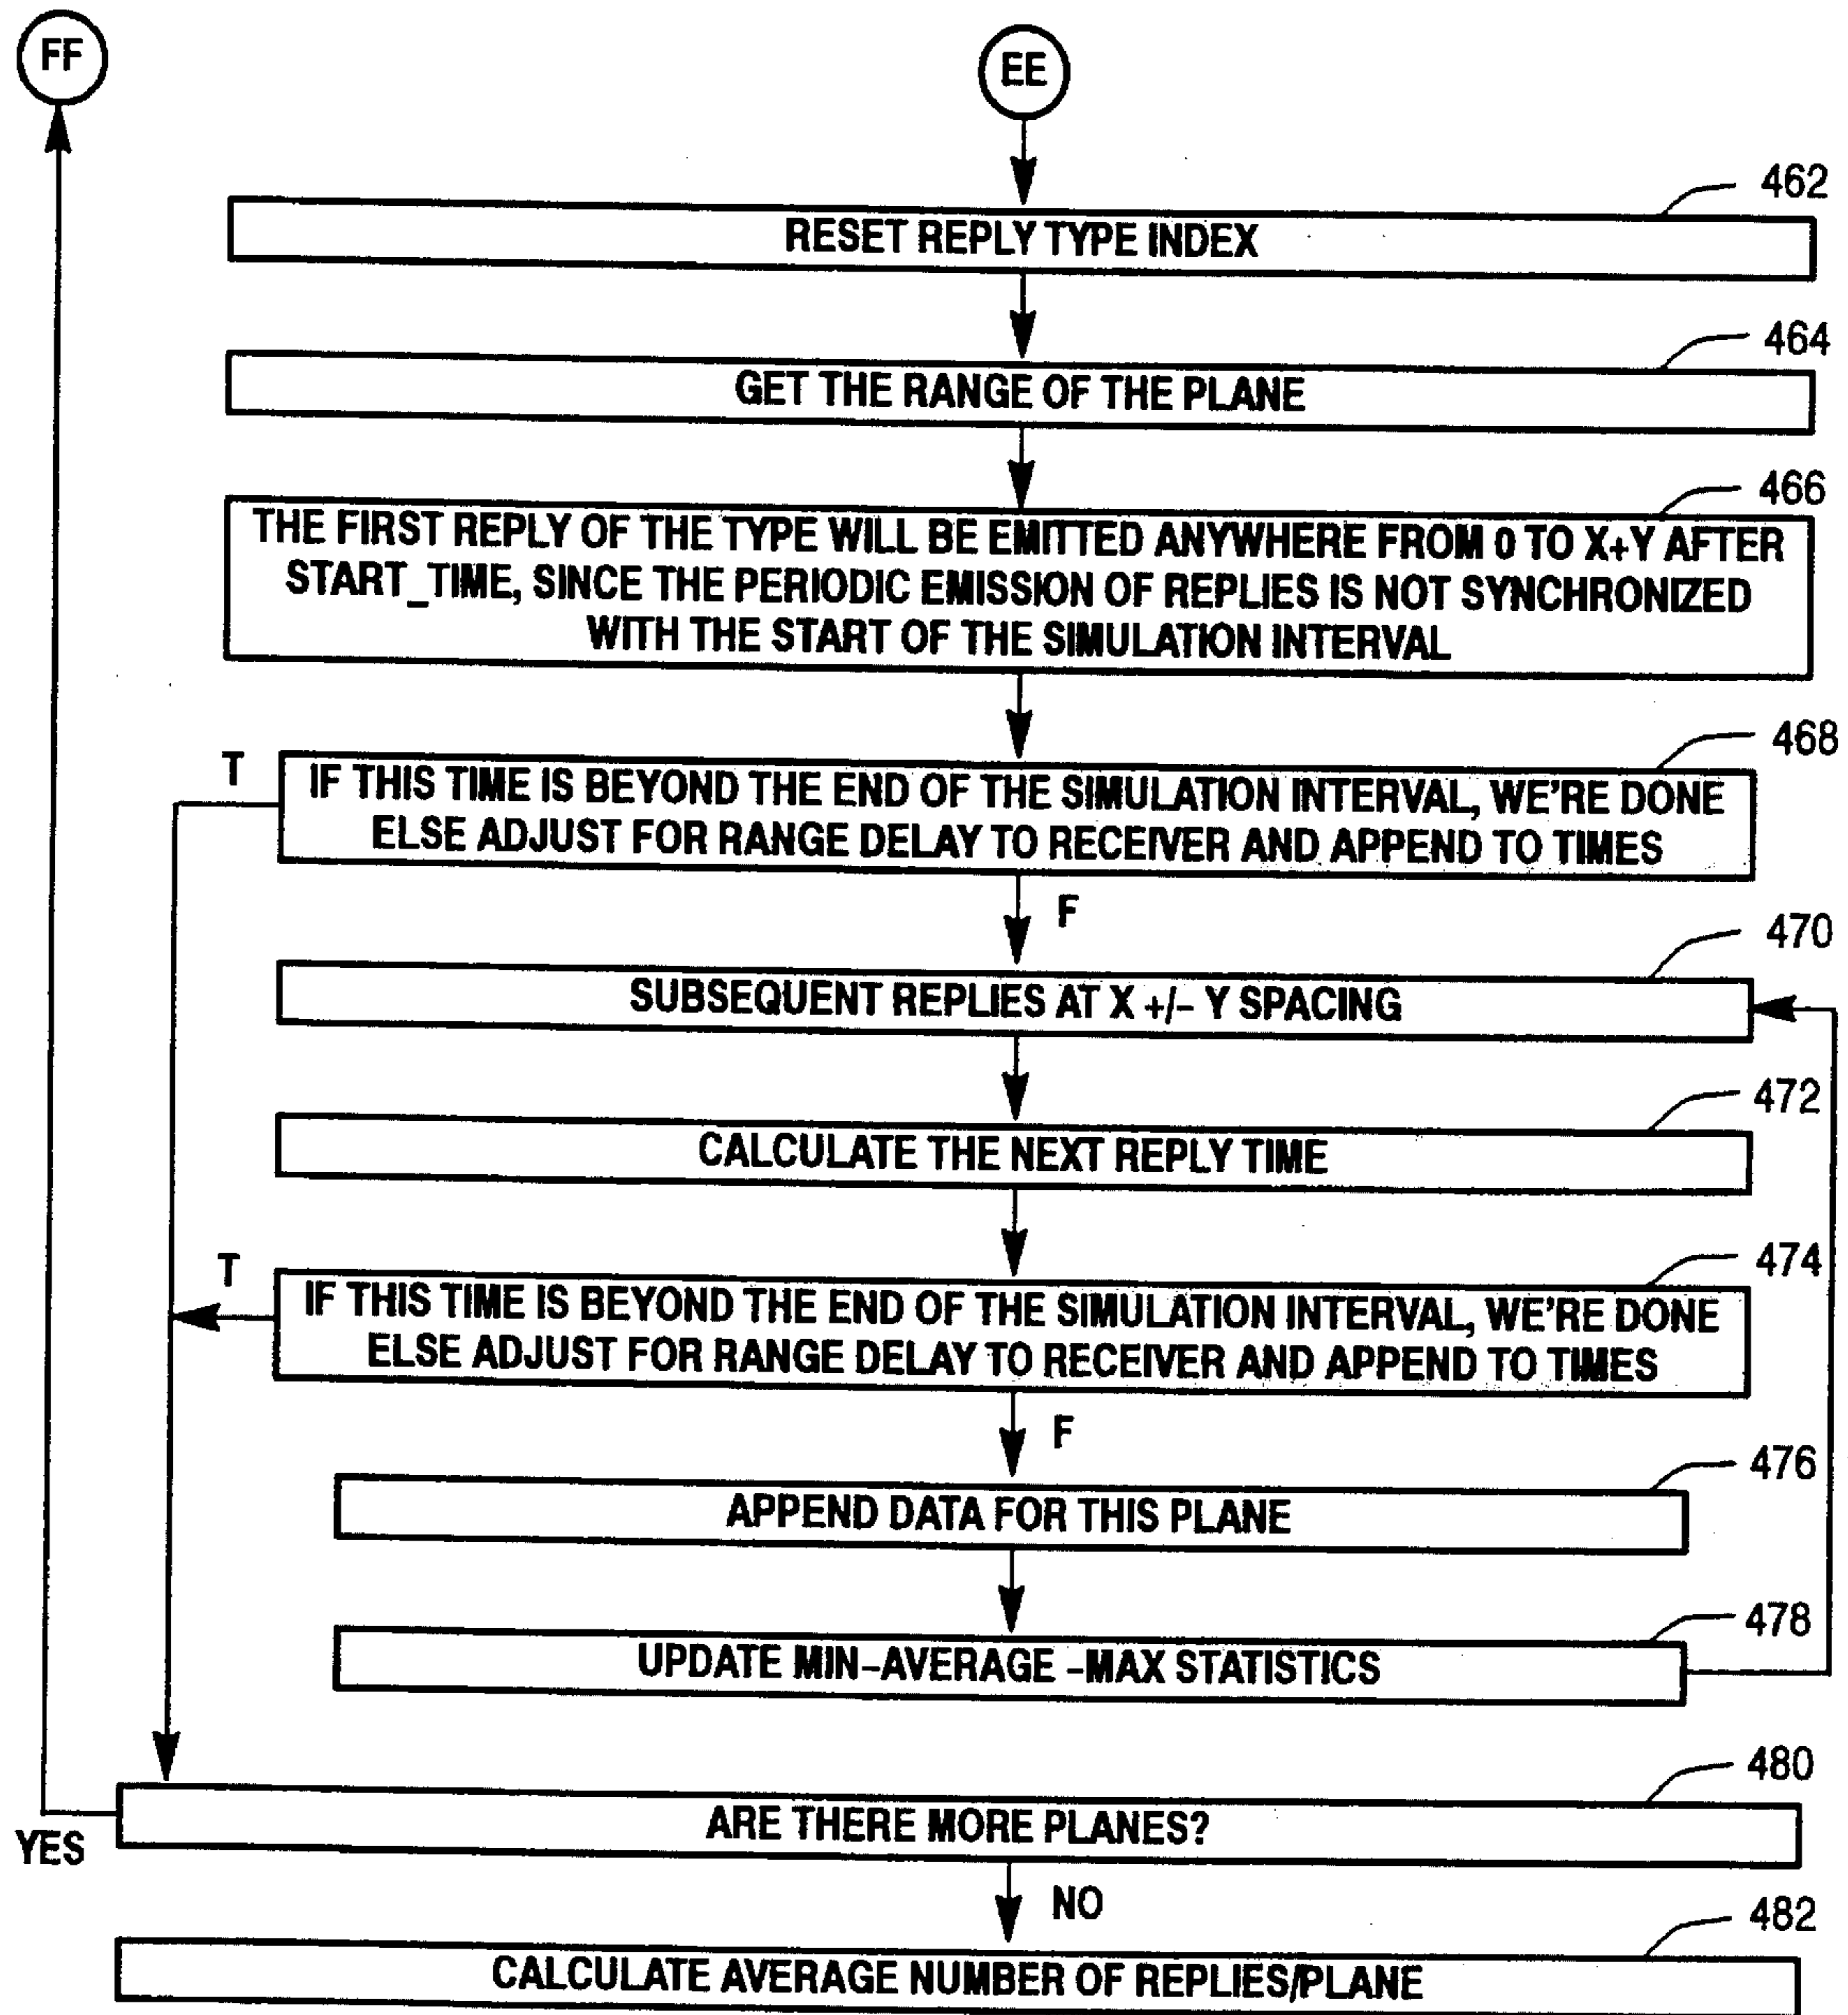 FF
EE
462
RESET REPLY TYPE INDEX
464
GET THE RANGE OF THE PLANE
466
THE FIRST REPLY OF THE TYPE WILL BE EMITTED ANYWHERE FROM 0 TO X+Y AFTER
START_TIME, SINCE THE PERIODIC EMISSION OF REPLIES IS NOT SYNCHRONIZED
WITH THE START OF THE SIMULATION INTERVAL
468
T
IF THIS TIME IS BEYOND THE END OF THE SIMULATION INTERVAL, WE'RE DONE
ELSE ADJUST FOR RANGE DELAY TO RECEIVER AND APPEND TO TIMES
F
470
SUBSEQUENT REPLIES AT X +/- Y SPACING
472
CALCULATE THE NEXT REPLY TIME
474
T
IF THIS TIME IS BEYOND THE END OF THE SIMULATION INTERVAL, WE'RE DONE
ELSE ADJUST FOR RANGE DELAY TO RECEIVER AND APPEND TO TIMES
F
476
APPEND DATA FOR THIS PLANE
478
UPDATE MIN-AVERAGE -MAX STATISTICS
480
ARE THERE MORE PLANES?
YES
NO
482
CALCULATE AVERAGE NUMBER OF REPLIES/PLANE